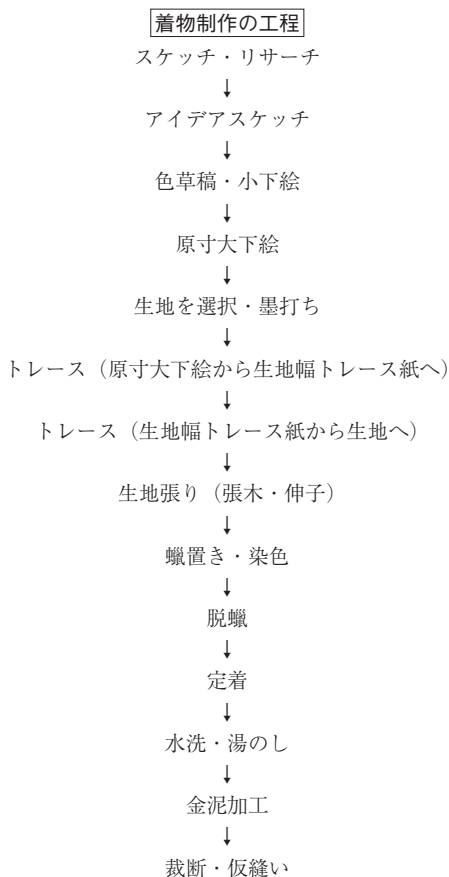 着物制作の工程
スケッチ・リサーチ
↓
アイデアスケッチ
↓
色草稿・小下絵
↓
原寸大下絵
↓
生地を選択・墨打ち
↓
トレース（原寸大下絵から生地幅トレース紙へ）
↓
トレース（生地幅トレース紙から生地へ）
↓
生地張り（張木・伸子）
↓
蠟置き・染色
↓
脱蠟
↓
定着
↓
水洗・湯のし
↓
金泥加工
↓
裁断・仮縫い